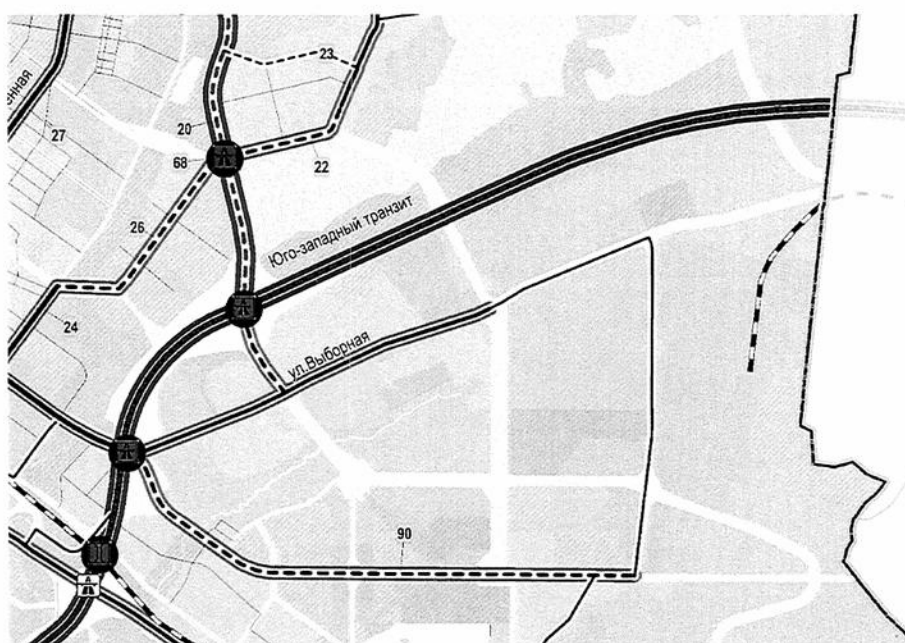 23
енная
27
20
68
22
26
Юго-западный транзит
24
ул.Выборная
90
А